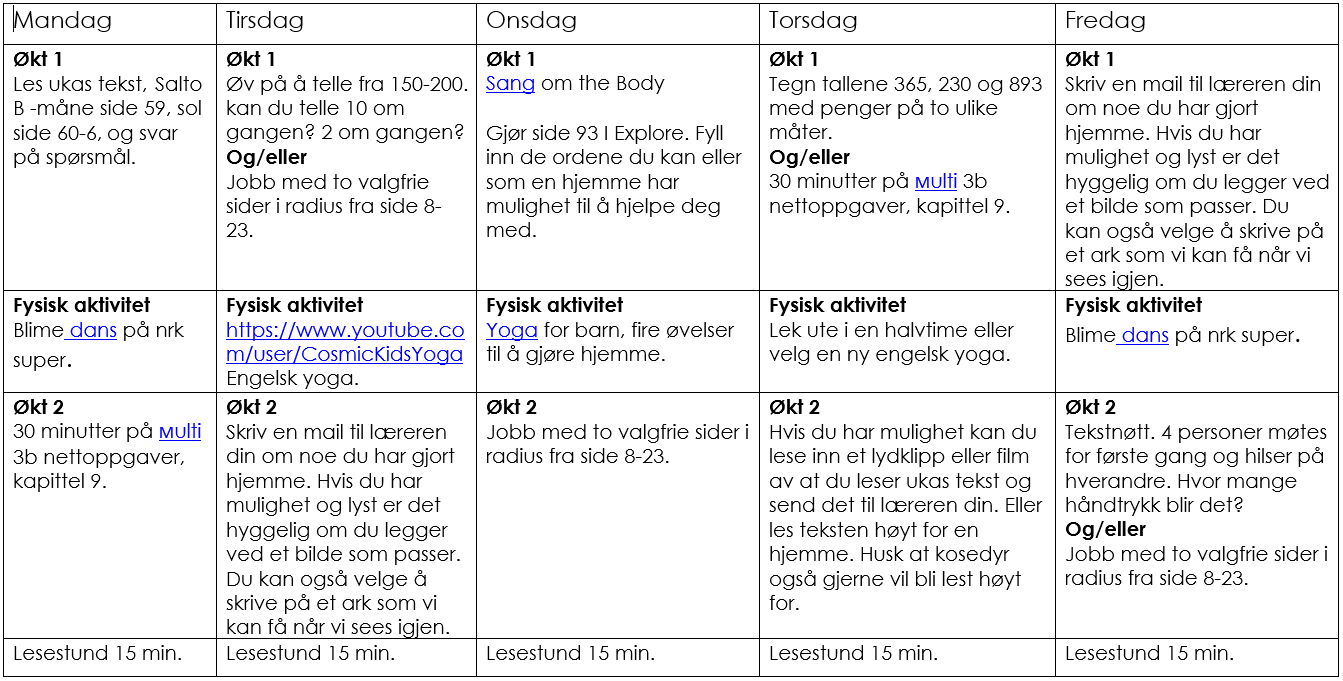 Mandag
Tirsdag
Onsdag
Torsdag
Fredag
Økt 1
Les ukas tekst, Salto
B -måne side 59, sol
side 60-6, og svar
på spørsmål.
Økt 1
Øv på å telle fra 150-200.
kan du telle 10 om
gangen? 2 om gangen?
Og/eller
Jobb med to valgfrie
sider i radius fra side 8-
23.
Økt 1
Sang om the Body
Gjør side 93 I Explore. Fyll
inn de ordene du kan eller
som en hjemme har
mulighet til å hjelpe deg
med.
Økt 1
Tegn tallene 365, 230 og 893
med penger på to ulike
måter.
Og/eller
30 minutter på Multi 3b
nettoppgaver, kapittel 9.
Økt 1
Skriv en mail til læreren din
om noe du har gjort
hjemme. Hvis du har
mulighet og lyst er det
hyggelig om du legger ved
et bilde som passer. Du
kan også velge å skrive på
et ark som vi kan få når vi
sees igjen.
Fysisk aktivitet
Blime dans på nrk
super.
Fysisk aktivitet
https://www.youtube.co
m/user/CosmicKidsYoga
Engelsk yoga.
Fysisk aktivitet
Yoga for barn, fire øvelser
til å gjøre hjemme.
Fysisk aktivitet
Lek ute i en halvtime eller
velg en ny engelsk yoga.
Fysisk aktivitet
Blime dans på nrk super.
Økt 2
30 minutter på Multi
3b nettoppgaver,
kapittel 9.
Økt 2
Skriv en mail til læreren
din om noe du har gjort
hjemme. Hvis du har
mulighet og lyst er det
hyggelig om du legger
ved et bilde som passer.
Du kan også velge å
skrive på et ark som vi
kan få når vi sees igjen.
Økt 2
Jobb med to valgfrie sider i
radius fra side 8-23.
Økt 2
Hvis du har mulighet kan du
lese inn et lydklipp eller film
av at du leser ukas tekst og
send det til læreren din. Eller
les teksten høyt for en
hjemme. Husk at kosedyr
også gjerne vil bli lest høyt
for.
Økt 2
Tekstnøtt. 4 personer møtes
for første gang og hilser på
hverandre. Hvor mange
håndtrykk blir det?
Og/eller
Jobb med to valgfrie sider i
radius fra side 8-23.
Lesestund 15 min.
Lesestund 15 min.
Lesestund 15 min.
Lesestund 15 min.
Lesestund 15 min.